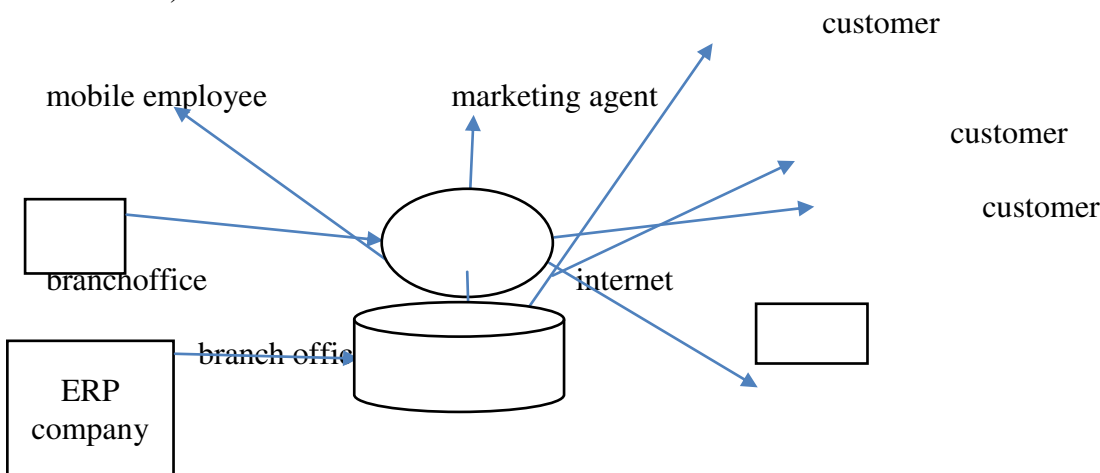 customer
mobile employee
marketing agent
customer
customer
branchoffice
internet
branch offic
ERP
company